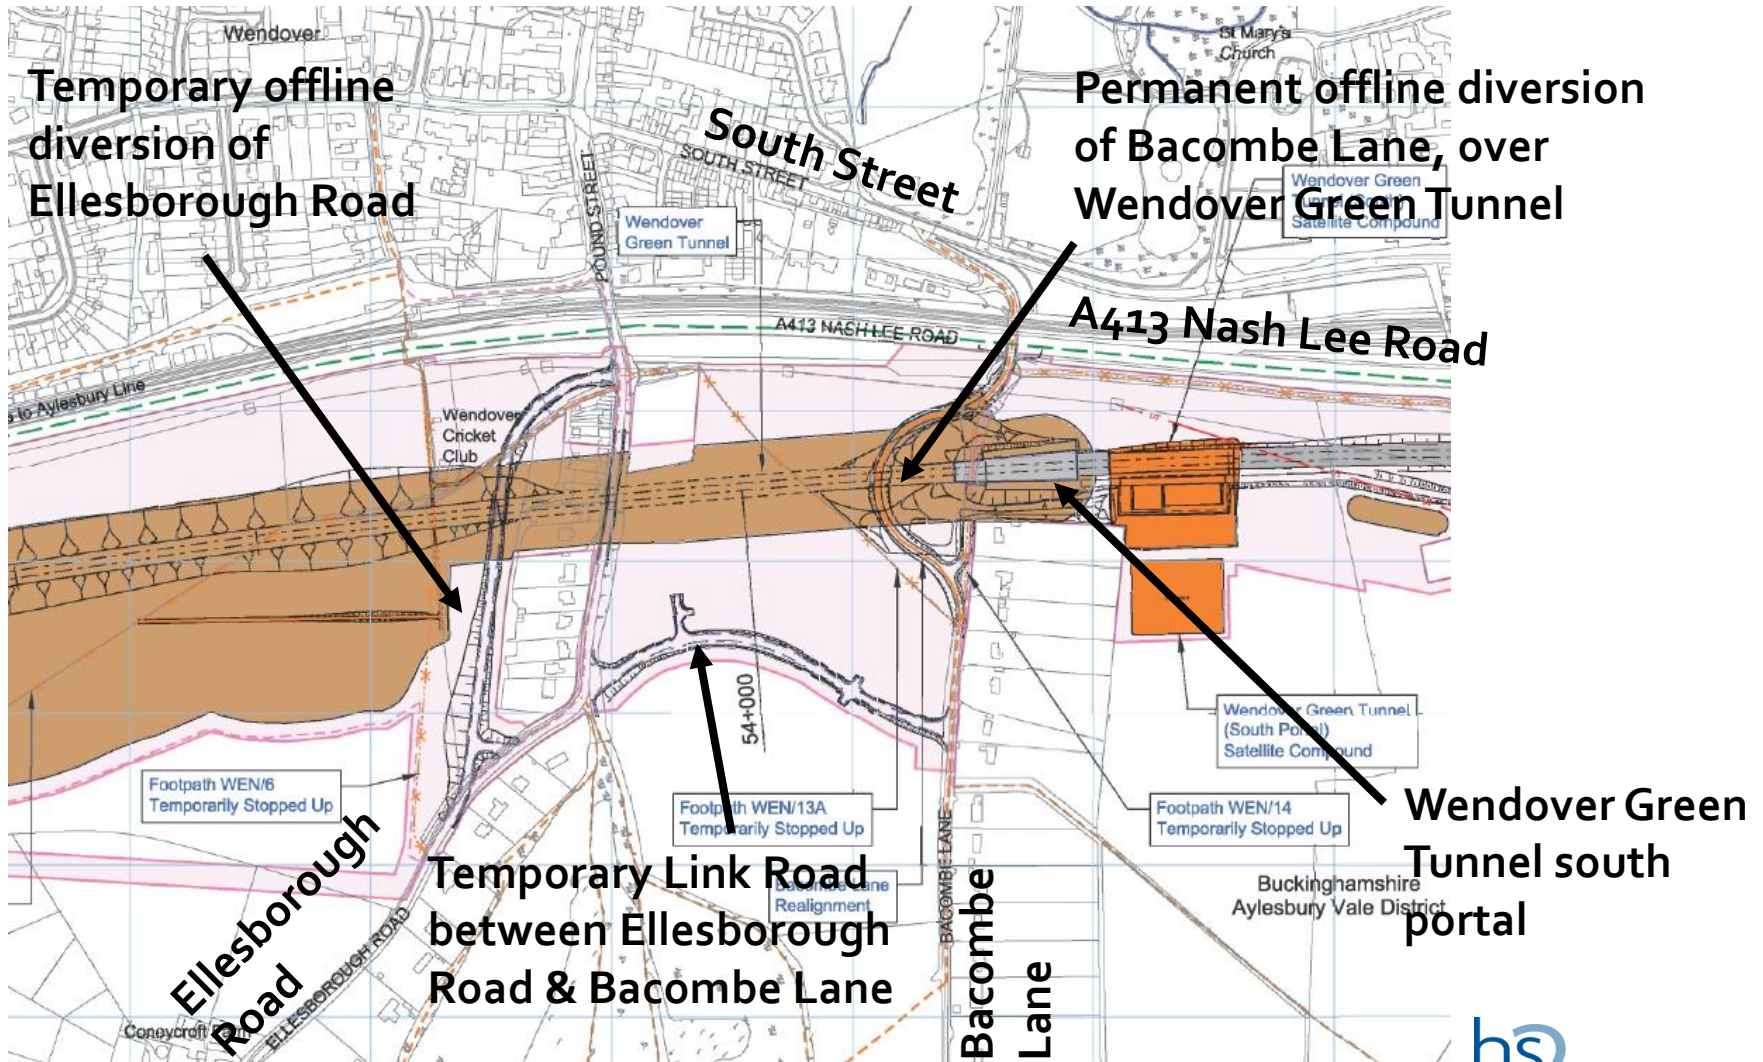 Wendover
St Mary's
Church
Temporary offline
diversion of
Ellesborough Road
Permanent offline diversion
of Bacombe Lane, over
Wendover Green Tunnel
South Street
SOUTH STREET
POUND STREET
Wendover
Green Tunnel
Wendover Green
Satellite Compound
A413 NASH LEE ROAD
A413 Nash Lee Road
to Aylesbury Line
Wendover
Cricket
Club
54+000
Wendover Green Tunnel
(South Portal)
Satellite Compound
Footpath WEN/6
Temporarily Stopped Up
Footpath WEN/13A
Temporarily Stopped Up
Footpath WEN/14
Temporarily Stopped Up
Wendover Green
Tunnel south
portal
Ellesborough
Road
ELLESBOROUGH ROAD
Temporary Link Road
between Ellesborough
Road & Bacombe Lane
Bacombe Lane
Realignment
BACOMBE LANE
Bacombe
Lane
Buckinghamshire
Aylesbury Vale District
Coneycroft Farm
hs2